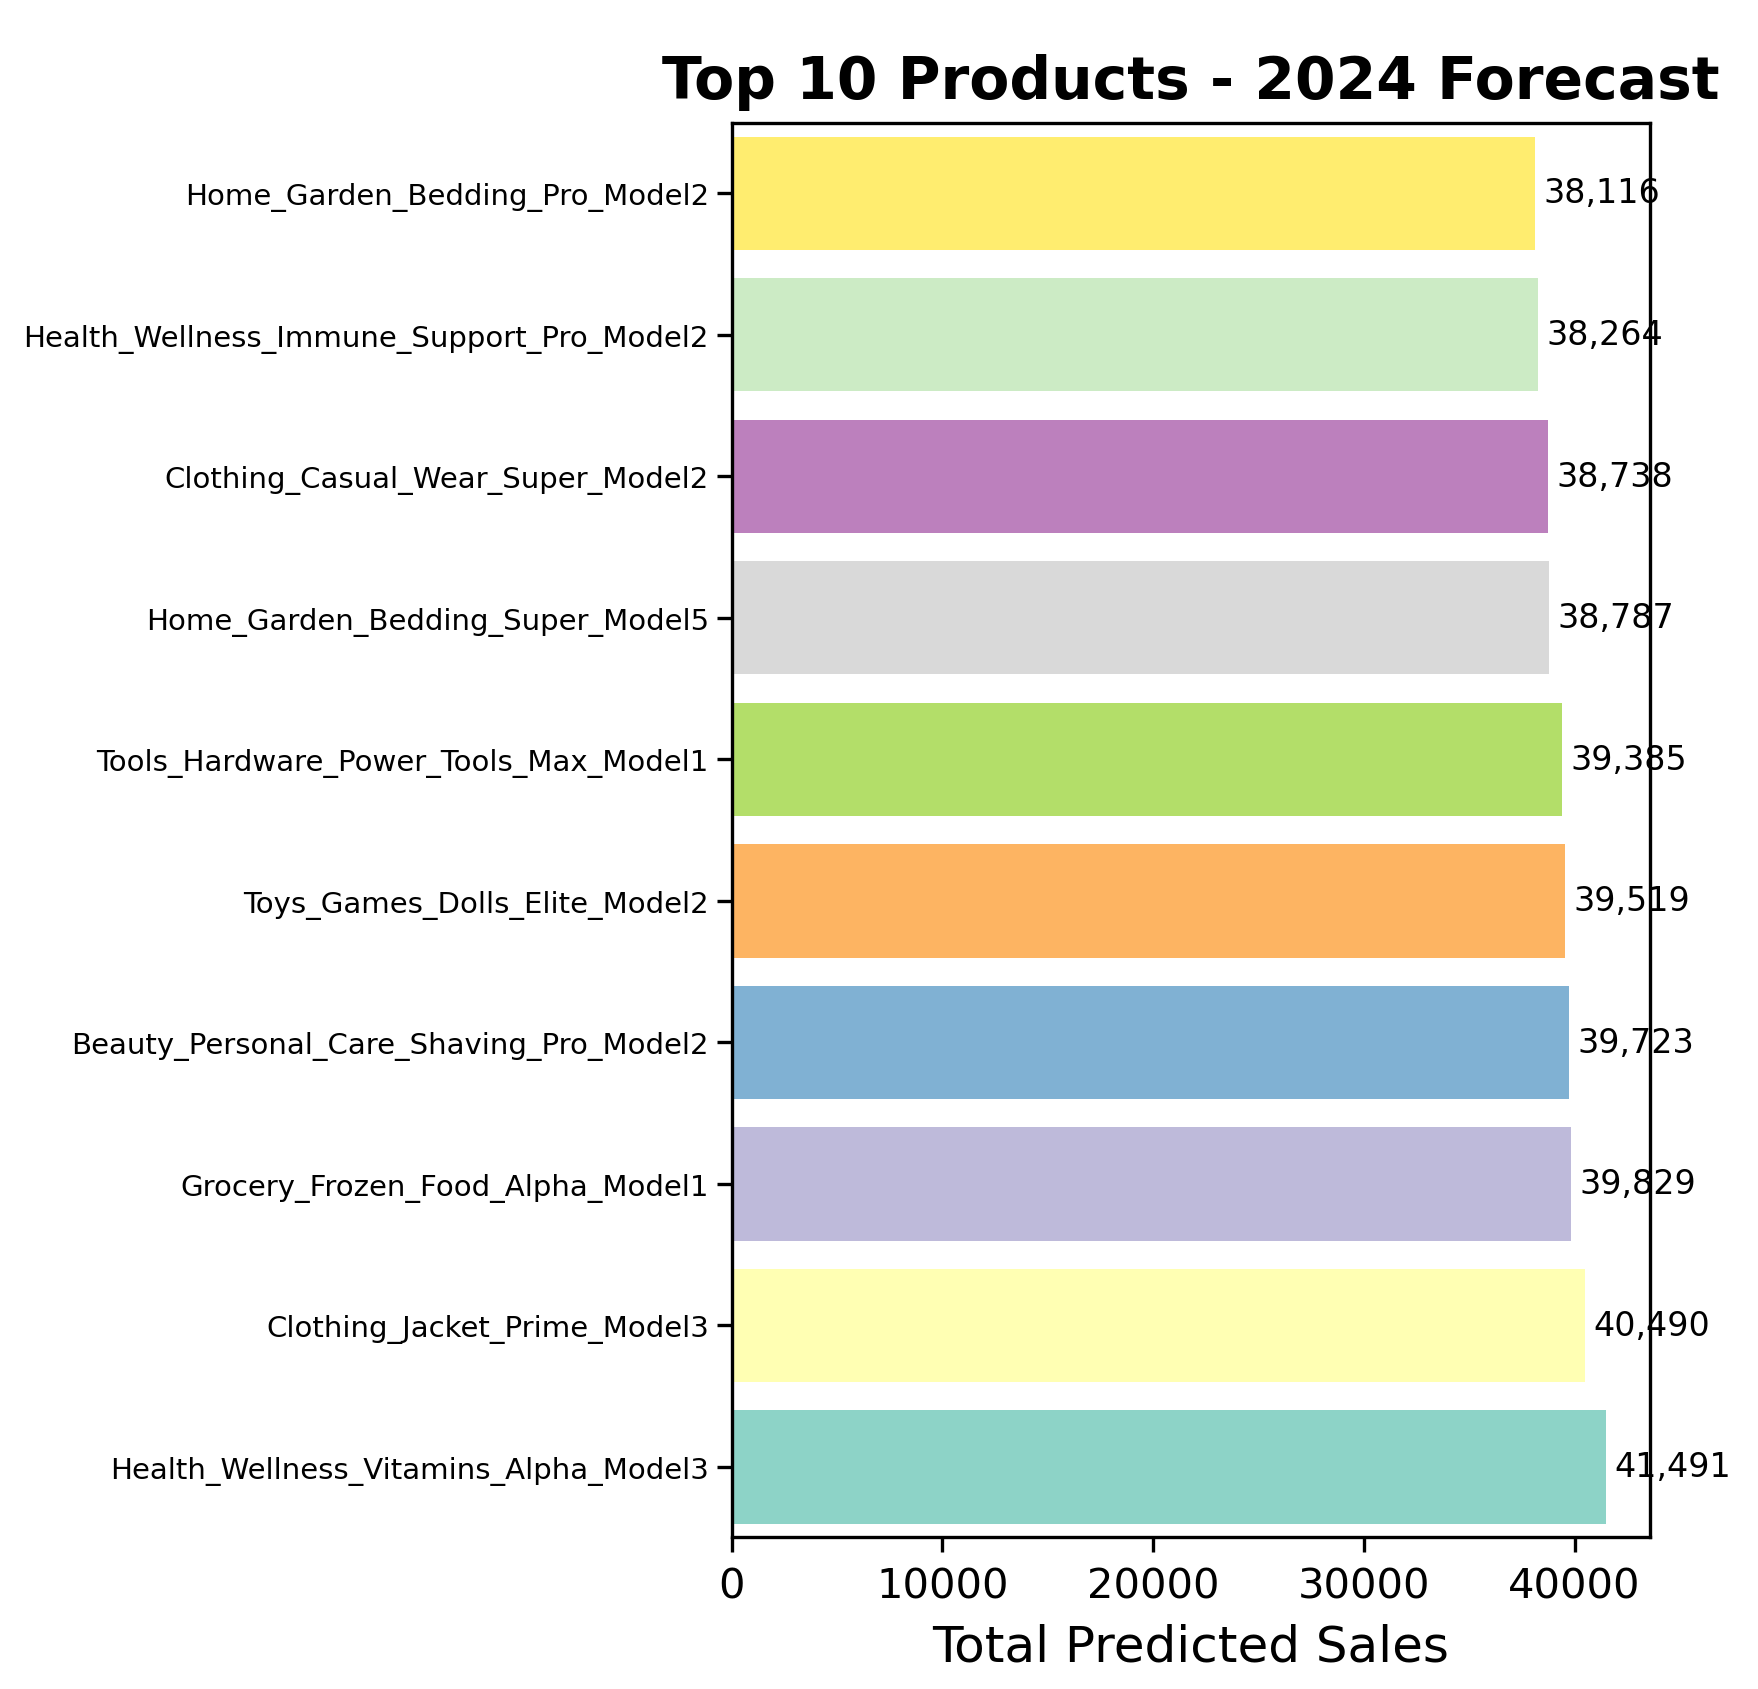 Top 10 Products - 2024 Forecast
Home_Garden_Bedding_Pro_Model2 38,116
Health_Wellness_Immune_Support_Pro_Model2 38,264
Clothing_Casual_Wear_Super_Model2 38,738
Home_Garden_Bedding_Super_Model5 38,787
Tools_Hardware_Power_Tools_Max_Model1 39,385
Toys_Games_Dolls_Elite_Model2 39,519
Beauty_Personal_Care_Shaving_Pro_Model2 39,723
Grocery_Frozen_Food_Alpha_Model1 39,829
Clothing_Jacket_Prime_Model3 40,490
Health_Wellness_Vitamins_Alpha_Model3 41,491
0 10000 20000 30000 40000
Total Predicted Sales